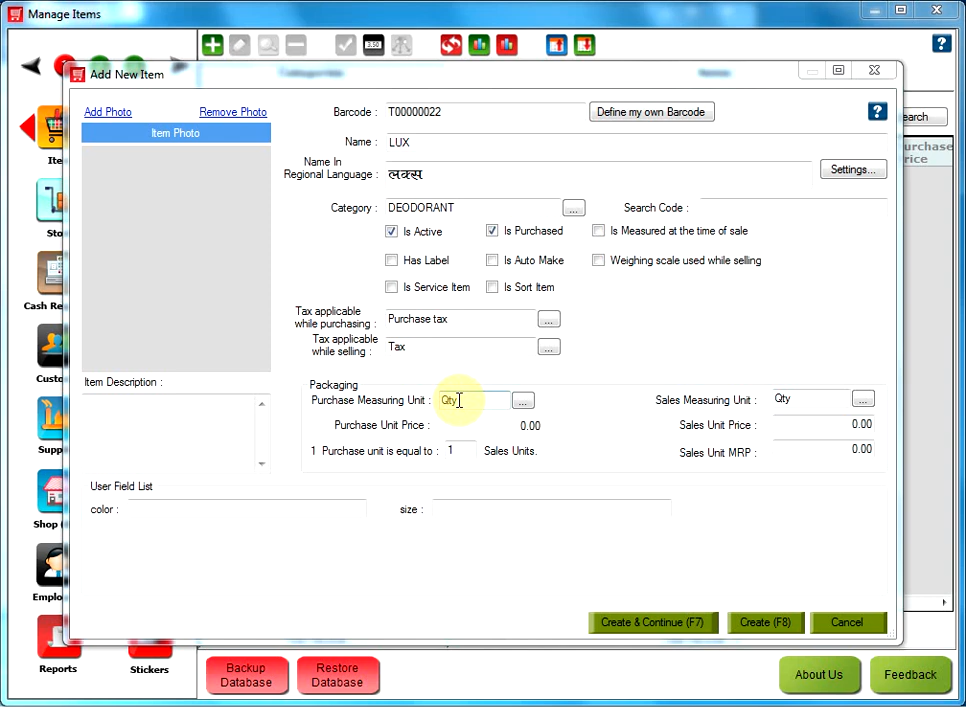 Manage Items
3.50
?
Add New Item
Add Photo
Remove Photo
Item Photo
Barcode :
T00000022
Define my own Barcode
?
Name :
LUX
Name In
Regional Language :
लक्स
Settings...
Category :
DEODORANT
...
Search Code :
Is Active
Is Purchased
Is Measured at the time of sale
Has Label
Is Auto Make
Weighing scale used while selling
Is Service Item
Is Sort Item
Tax applicable
while purchasing :
Purchase tax
...
Tax applicable
while selling :
Tax
...
Item Description :
Packaging
Purchase Measuring Unit :
Qty
...
Sales Measuring Unit :
Qty
...
Purchase Unit Price :
0.00
Sales Unit Price :
0.00
1 Purchase unit is equal to :
1
Sales Units.
Sales Unit MRP :
0.00
User Field List
color :
size :
Create & Continue (F7)
Create (F8)
Cancel
earch
urchase
rice
Ite
Sto
Cash Re
Custo
Supp
Shop (
Emplo
Reports
Stickers
Backup
Database
Restore
Database
About Us
Feedback